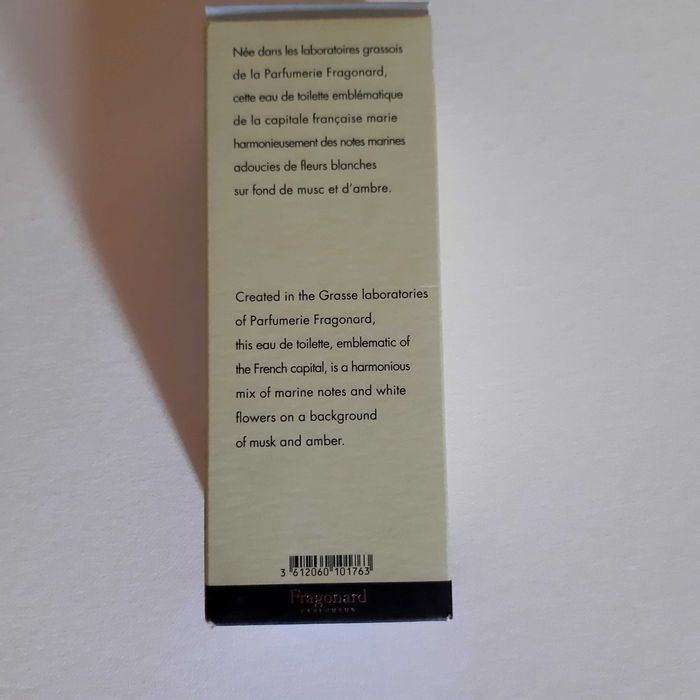 Née dans les laboratoires grassois
de la Parfumerie Fragonard,
cette eau de toilette emblématique
de la capitale française marie
harmonieusement des notes marines
adoucies de fleurs blanches
sur fond de musc et d'ambre.
Created in the Grasse laboratories
of Parfumerie Fragonard,
this eau de toilette, emblematic of
the French capital, is a harmonious
mix of marine notes and white
flowers on a background
of musk and amber.
3 612060 101763
Fragonard
PARFUMEUR